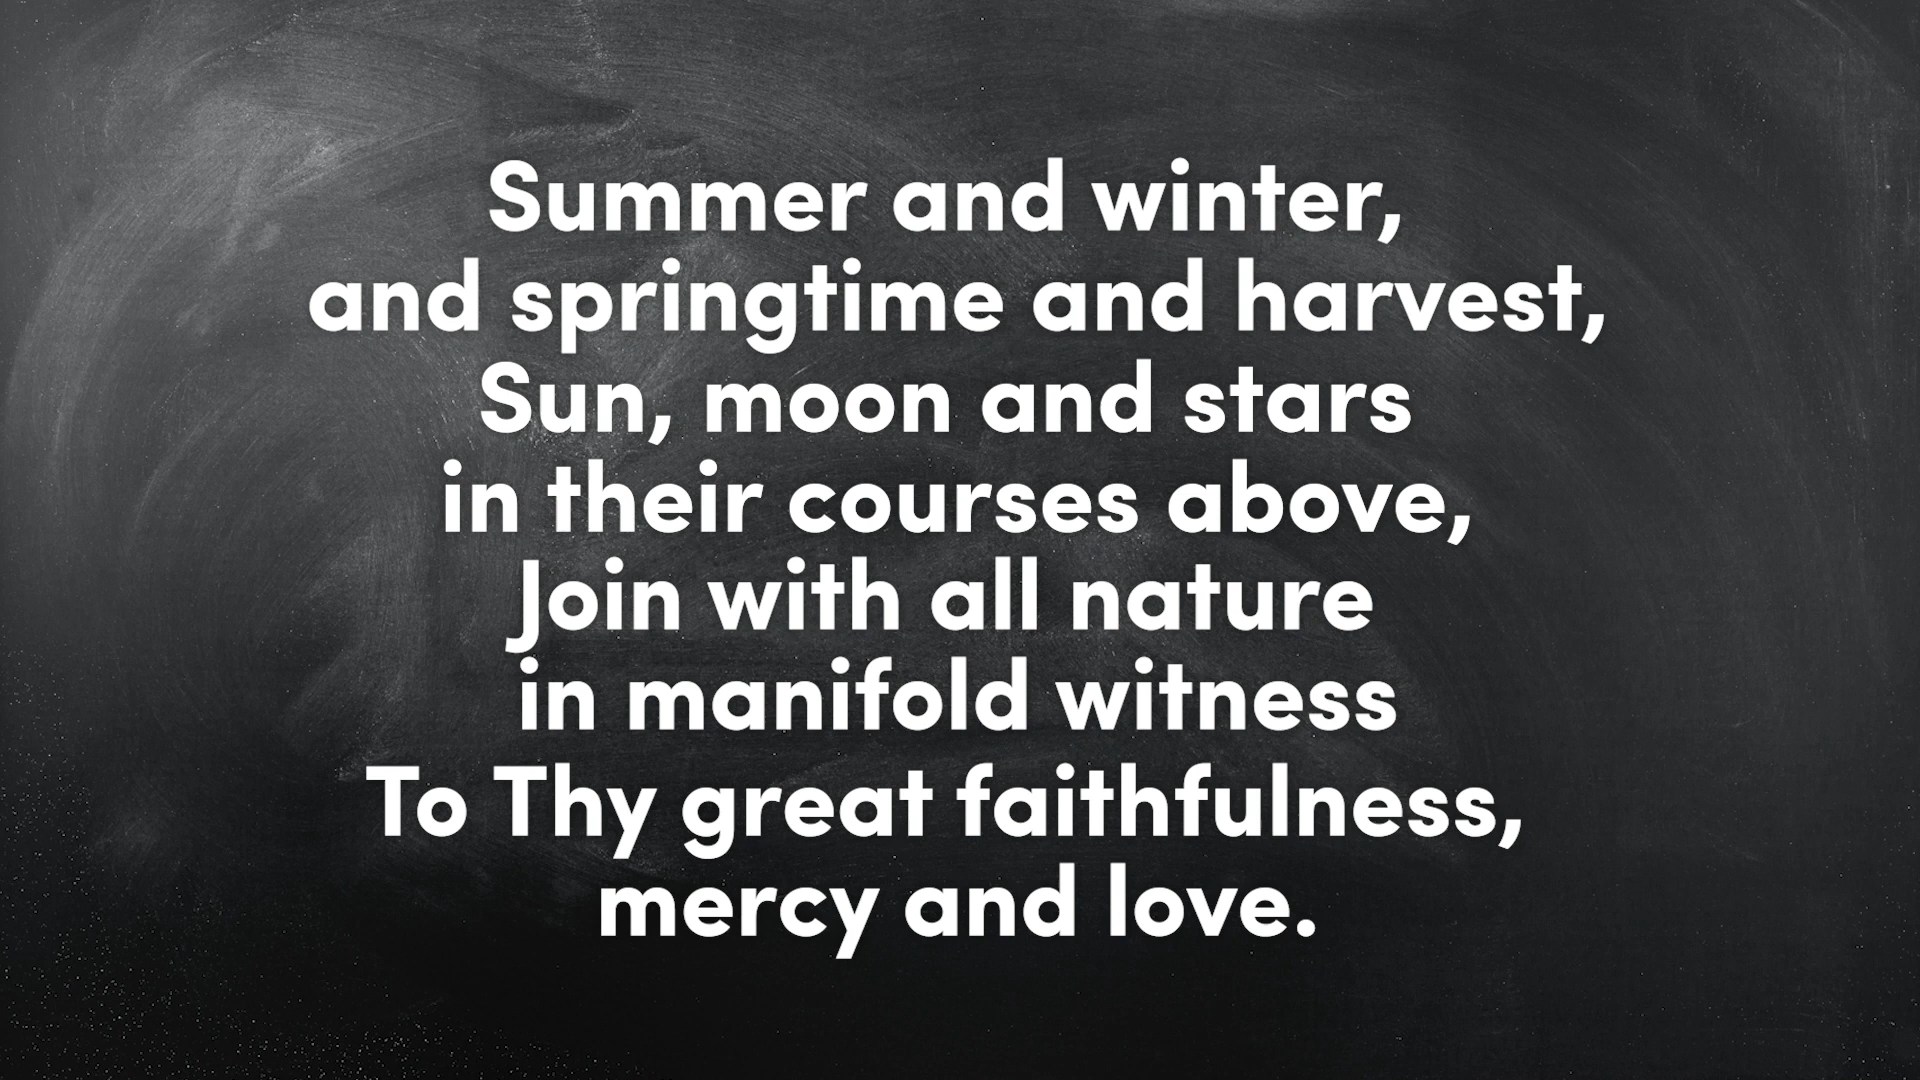 Summer and winter,
and springtime and harvest,
Sun, moon and stars
in their courses above,
Join with all nature
in manifold witness
To Thy great faithfulness,
mercy and love.